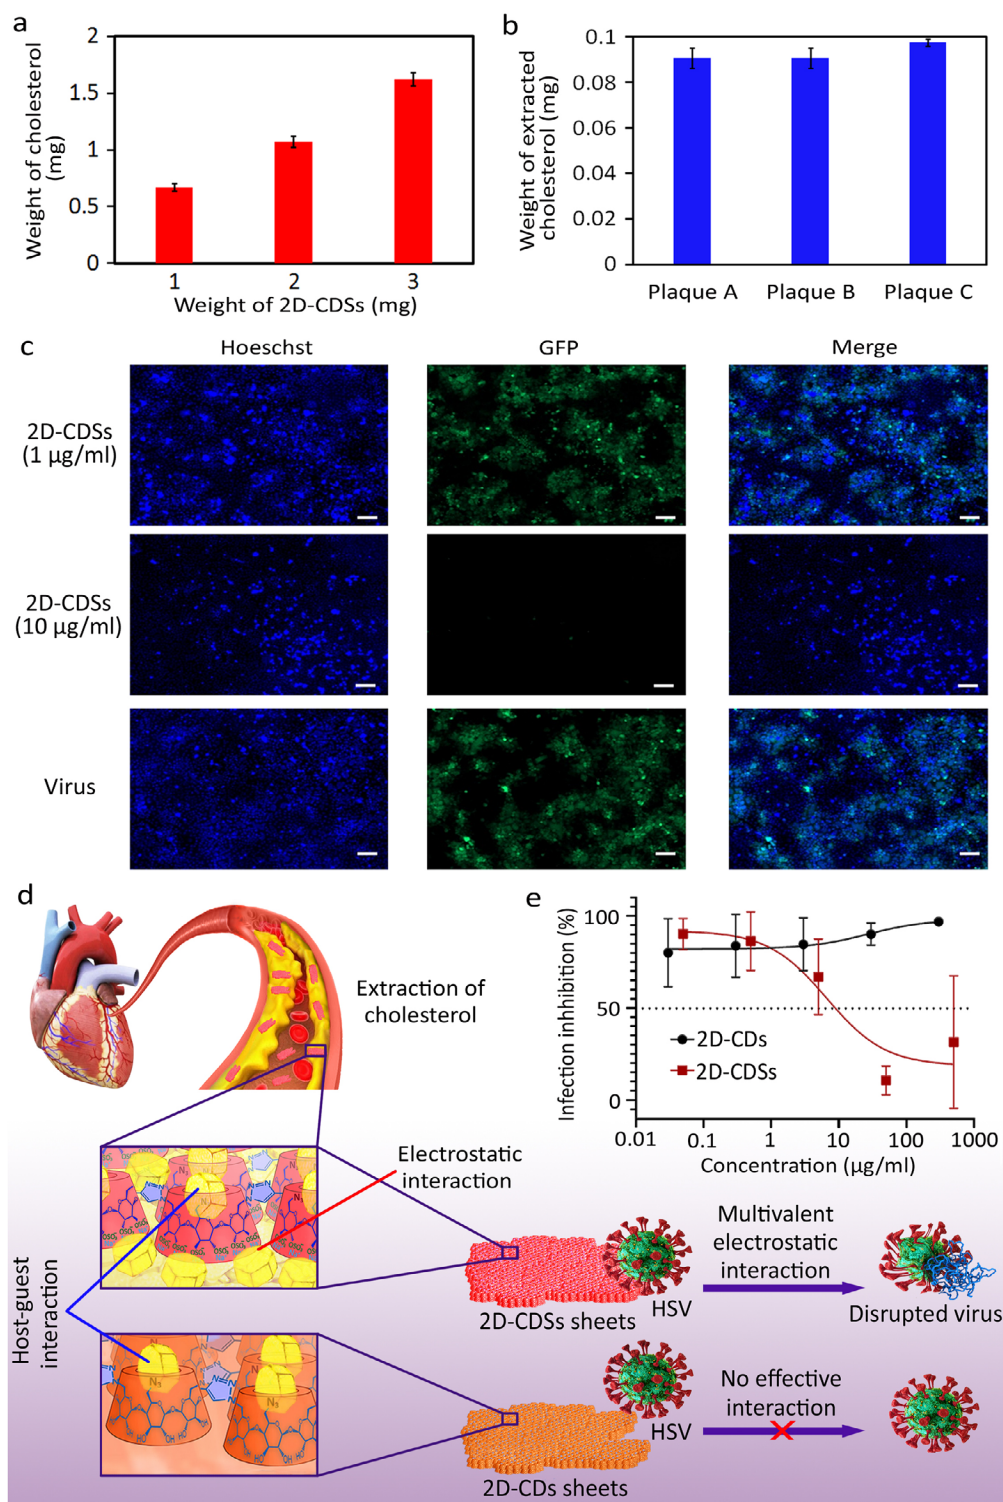 a
2
1.5
1
0.5
0
Weight of cholesterol
(mg)
1
2
3
Weight of 2D-CDSs (mg)
b
0.1
0.08
0.06
0.04
0.02
0
Weight of extracted
cholesterol (mg)
Plaque A
Plaque B
Plaque C
c
Hoeschst
GFP
Merge
2D-CDSs
(1 µg/ml)
2D-CDSs
(10 µg/ml)
Virus
d
Extraction of
cholesterol
e
100
50
0
Infection inhibition (%)
2D-CDs
2D-CDSs
0.01
0.1
1
10
100
1000
Concentration (µg/ml)
Electrostatic
interaction
Host-guest
interaction
N₃
2D-CDSs sheets
HSV
Multivalent
electrostatic
interaction
Disrupted virus
N₃
N₃
2D-CDs sheets
HSV
No effective
interaction